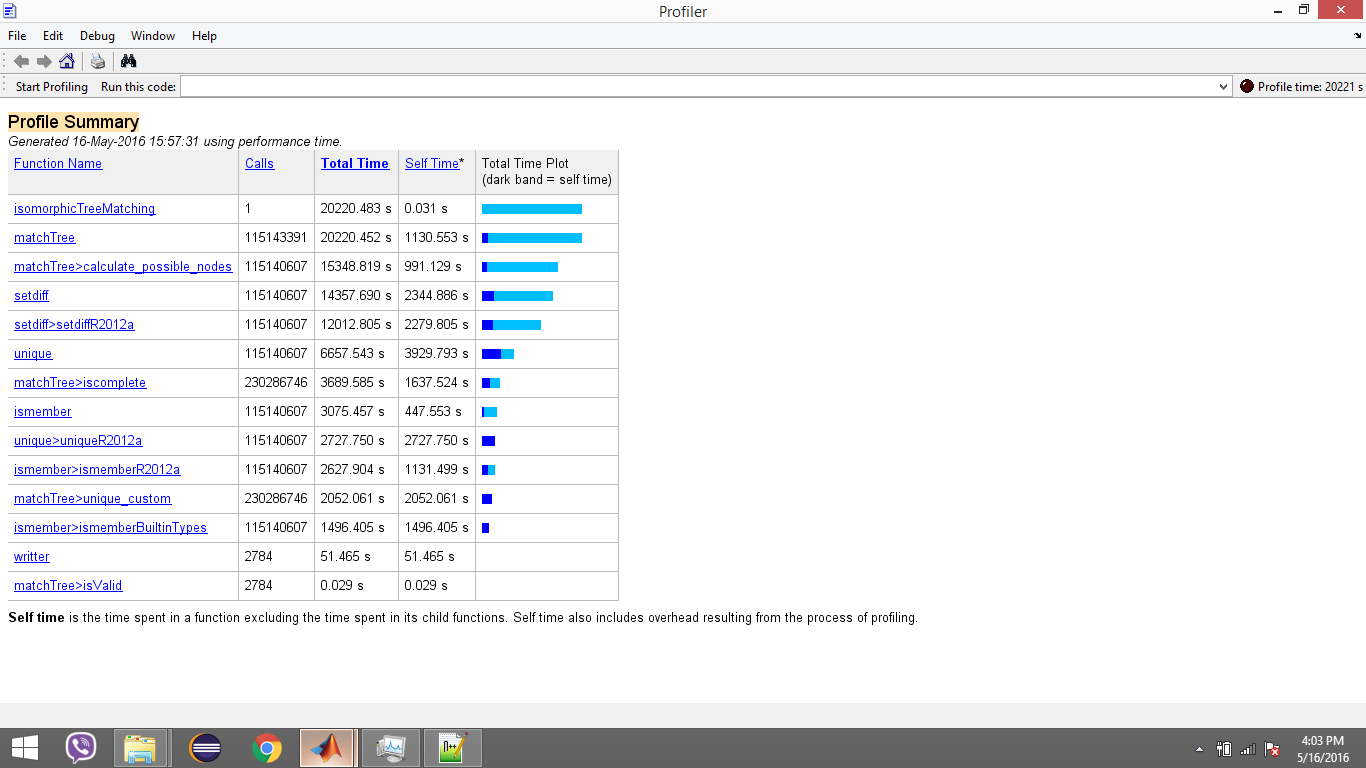 Profiler
File Edit Debug Window Help
Start Profiling Run this code: Profile time: 20221 s
Profile Summary
Generated 16-May-2016 15:57:31 using performance time.
Function Name Calls Total Time Self Time* Total Time Plot
(dark band = self time)
isomorphicTreeMatching 1 20220.483 s 0.031 s
matchTree 115143391 20220.452 s 1130.553 s
matchTree>calculate_possible_nodes 115140607 15348.819 s 991.129 s
setdiff 115140607 14357.690 s 2344.886 s
setdiff>setdiffR2012a 115140607 12012.805 s 2279.805 s
unique 115140607 6657.543 s 3929.793 s
matchTree>iscomplete 230286746 3689.585 s 1637.524 s
ismember 115140607 3075.457 s 447.553 s
unique>uniqueR2012a 115140607 2727.750 s 2727.750 s
ismember>ismemberR2012a 115140607 2627.904 s 1131.499 s
matchTree>unique_custom 230286746 2052.061 s 2052.061 s
ismember>ismemberBuiltinTypes 115140607 1496.405 s 1496.405 s
writter 2784 51.465 s 51.465 s
matchTree>isValid 2784 0.029 s 0.029 s
Self time is the time spent in a function excluding the time spent in its child functions. Self time also includes overhead resulting from the process of profiling.
4:03 PM
5/16/2016